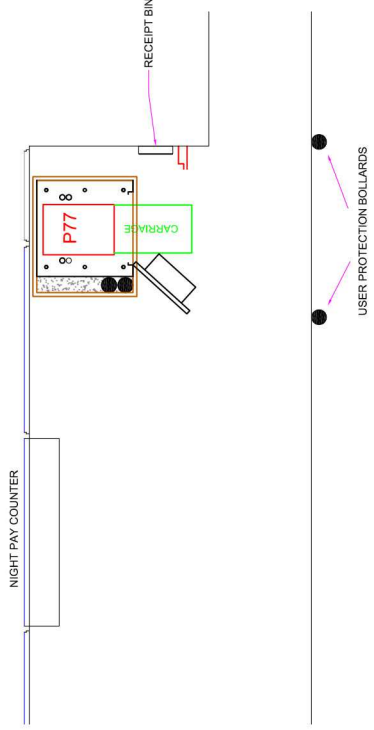 RECEIPT BIN
P77
CARRIAGE
USER PROTECTION BOLLARDS
NIGHT PAY COUNTER